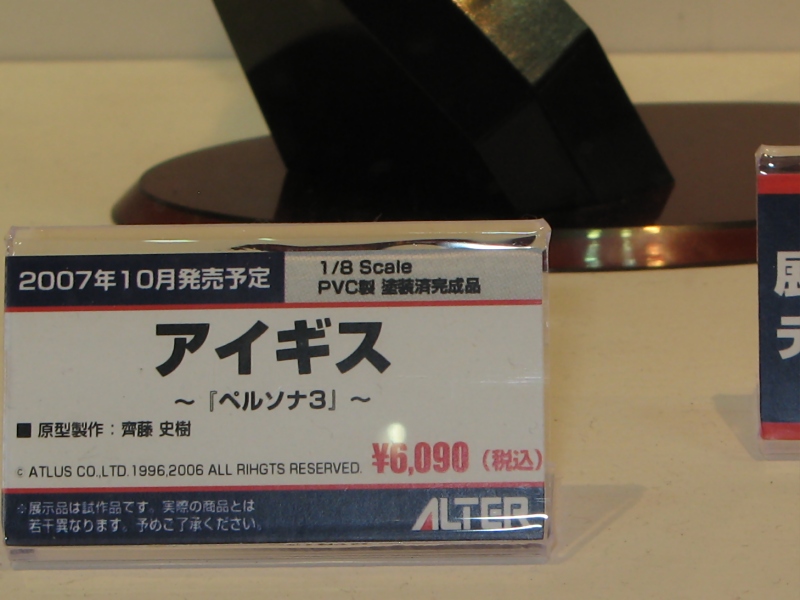 2007年10月発売予定
1/8 Scale
PVC製 塗装済完成品
アイギス
～『ペルソナ3』～
■ 原型製作：齊藤 史樹
© ATLUS CO.,LTD.1996,2006 ALL RIHGTS RESERVED.
¥6,090（税込）
※展示品は試作品です。実際の商品とは
若干異なります。予めご了承ください。
ALTER